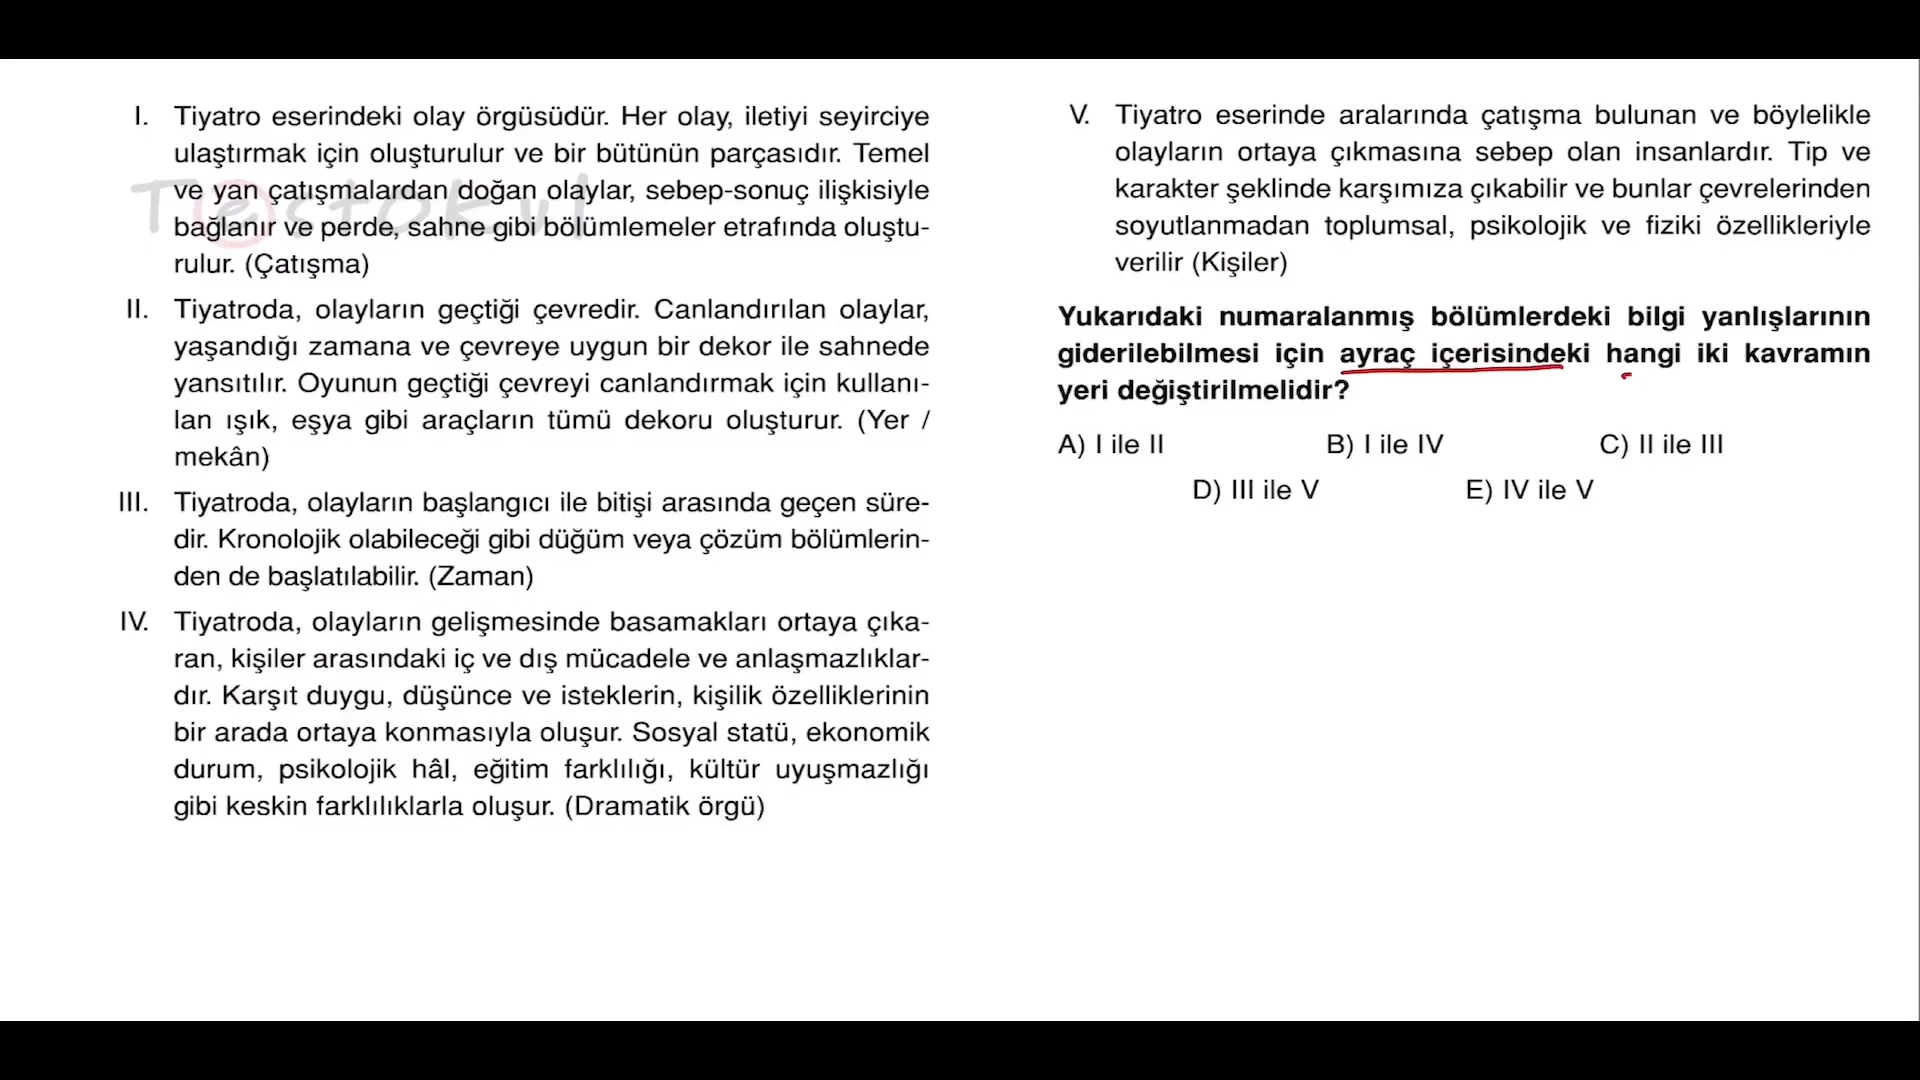 I. Tiyatro eserindeki olay örgüsüdür. Her olay, iletiyi seyirciye
ulaştırmak için oluşturulur ve bir bütünün parçasıdır. Temel
ve yan çatışmalardan doğan olaylar, sebep-sonuç ilişkisiyle
bağlanır ve perde, sahne gibi bölümlemeler etrafında oluştu-
rulur. (Çatışma)
Testokul
II. Tiyatroda, olayların geçtiği çevredir. Canlandırılan olaylar,
yaşandığı zamana ve çevreye uygun bir dekor ile sahnede
yansıtılır. Oyunun geçtiği çevreyi canlandırmak için kullanı-
lan ışık, eşya gibi araçların tümü dekoru oluşturur. (Yer /
mekân)
III. Tiyatroda, olayların başlangıcı ile bitişi arasında geçen süre-
dir. Kronolojik olabileceği gibi düğüm veya çözüm bölümlerin-
den de başlatılabilir. (Zaman)
IV. Tiyatroda, olayların gelişmesinde basamakları ortaya çıka-
ran, kişiler arasındaki iç ve dış mücadele ve anlaşmazlıklar-
dır. Karşıt duygu, düşünce ve isteklerin, kişilik özelliklerinin
bir arada ortaya konmasıyla oluşur. Sosyal statü, ekonomik
durum, psikolojik hâl, eğitim farklılığı, kültür uyuşmazlığı
gibi keskin farklılıklarla oluşur. (Dramatik örgü)
V. Tiyatro eserinde aralarında çatışma bulunan ve böylelikle
olayların ortaya çıkmasına sebep olan insanlardır. Tip ve
karakter şeklinde karşımıza çıkabilir ve bunlar çevrelerinden
soyutlanmadan toplumsal, psikolojik ve fiziki özellikleriyle
verilir (Kişiler)
Yukarıdaki numaralanmış bölümlerdeki bilgi yanlışlarının
giderilebilmesi için ayraç içerisindeki hangi iki kavramın
yeri değiştirilmelidir?
A) I ile II B) I ile IV C) II ile III
D) III ile V E) IV ile V